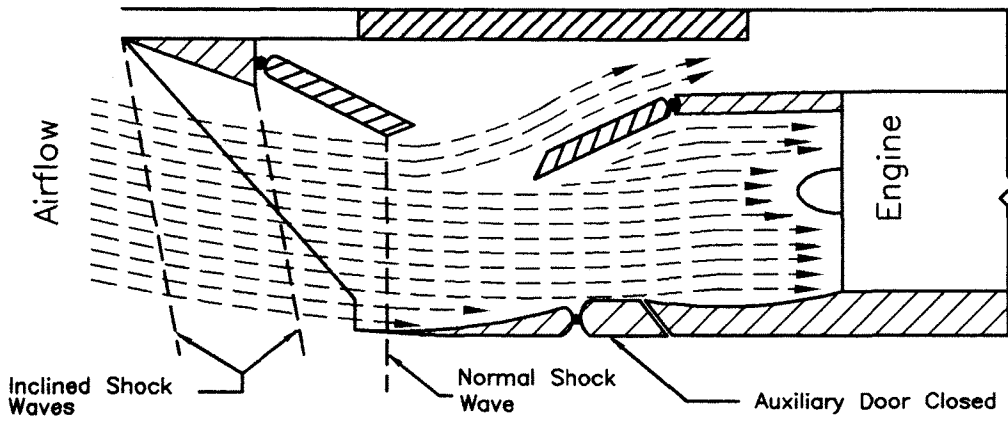 Airflow
Engine
Inclined Shock
Waves
Normal Shock
Wave
Auxiliary Door Closed